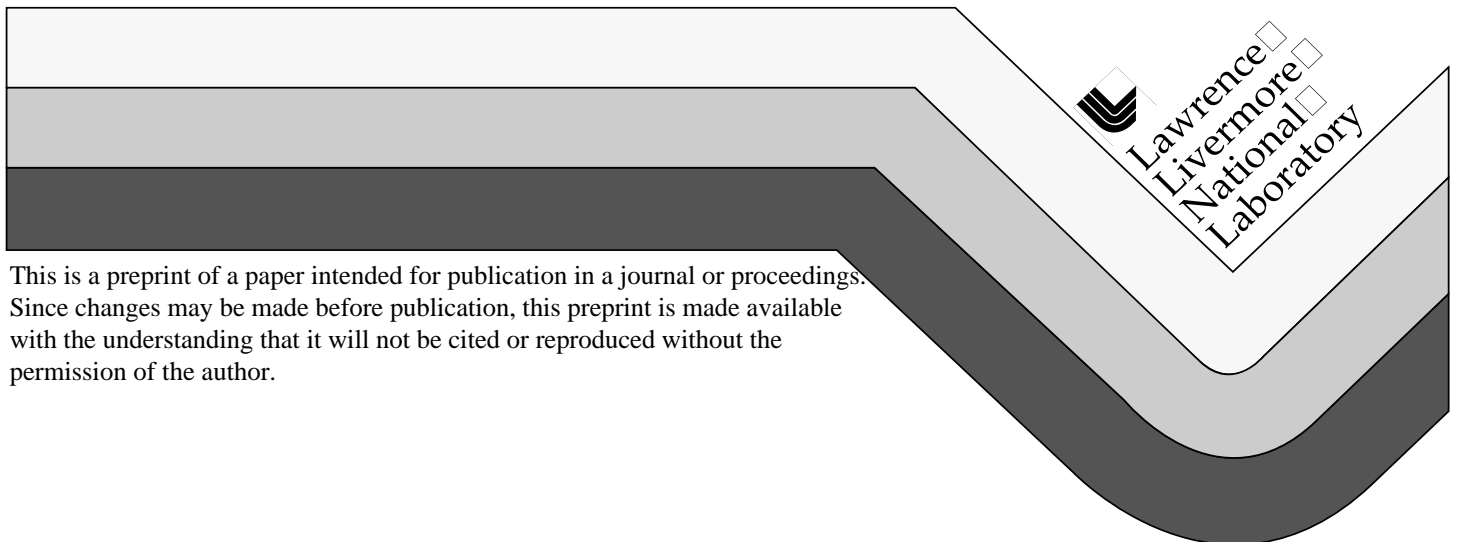 Lawrence
Livermore
National
Laboratory
This is a preprint of a paper intended for publication in a journal or proceedings.
Since changes may be made before publication, this preprint is made available
with the understanding that it will not be cited or reproduced without the
permission of the author.